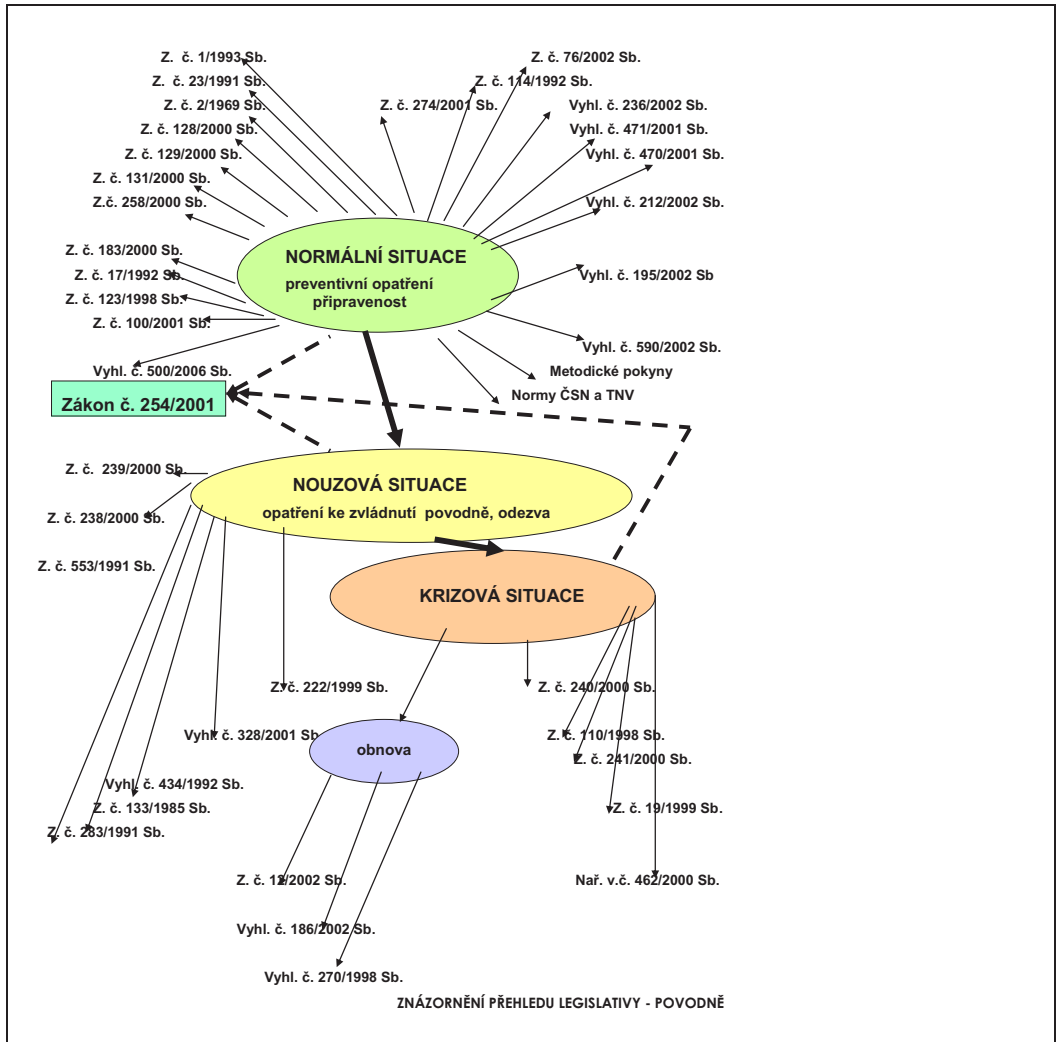 Z.  č. 1/1993 Sb.
Z.  č. 23/1991 Sb.
Z. č. 2/1969 Sb.
Z. č. 128/2000 Sb.
Z. č. 129/2000 Sb.
Z. č. 131/2000 Sb.
Z.č. 258/2000 Sb.
Z. č. 274/2001 Sb.
Z. č. 76/2002 Sb.
Z. č. 114/1992 Sb.
Vyhl. č. 236/2002 Sb.
Vyhl. č. 471/2001 Sb.
Vyhl. č. 470/2001 Sb.
Vyhl. č. 212/2002 Sb.
NORMÁLNÍ SITUACE
preventivní opatření
připravenost
Z. č. 183/2000 Sb.
Z. č. 17/1992 Sb.
Z. č. 123/1998 Sb.
Z. č. 100/2001 Sb.
Vyhl. č. 500/2006 Sb.
Vyhl. č. 195/2002 Sb
Vyhl. č. 590/2002 Sb.
Metodické pokyny
Normy ČSN a TNV
Zákon č. 254/2001
NOUZOVÁ SITUACE
opatření ke zvládnutí  povodně, odezva
Z. č.  239/2000 Sb.
Z. č. 238/2000 Sb.
Z. č. 553/1991 Sb.
KRIZOVÁ SITUACE
Z. č. 222/1999 Sb.
Vyhl. č. 328/2001 Sb.
Vyhl. č. 434/1992 Sb.
Z. č. 133/1985 Sb.
Z. č. 283/1991 Sb.
obnova
Z. č. 240/2000 Sb.
Z. č. 110/1998 Sb.
Z. č. 241/2000 Sb.
Z. č. 19/1999 Sb.
Nař. v.č. 462/2000 Sb.
Z. č. 12/2002 Sb.
Vyhl. č. 186/2002 Sb.
Vyhl. č. 270/1998 Sb.
ZNÁZORNĚNÍ PŘEHLEDU LEGISLATIVY - POVODNĚ